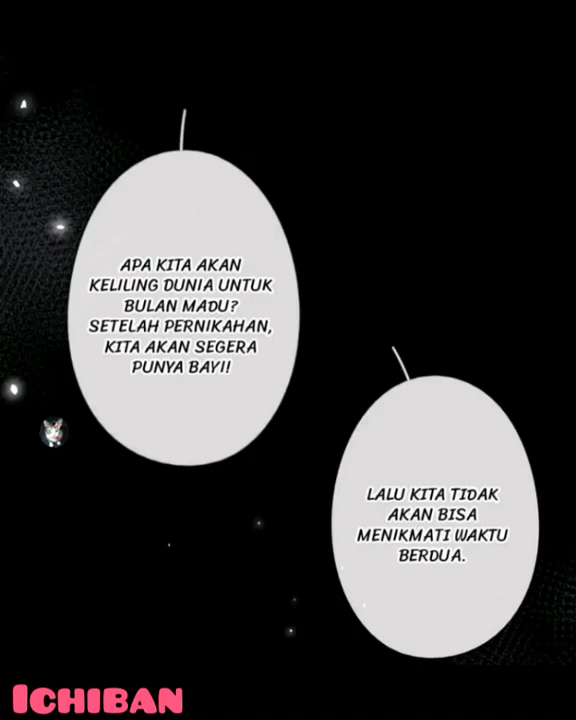 APA KITA AKAN
KELILING DUNIA UNTUK
BULAN MADU?
SETELAH PERNIKAHAN,
KITA AKAN SEGERA
PUNYA BAYI!
LALU KITA TIDAK
AKAN BISA
MENIKMATI WAKTU
BERDUA.
ICHIBAN